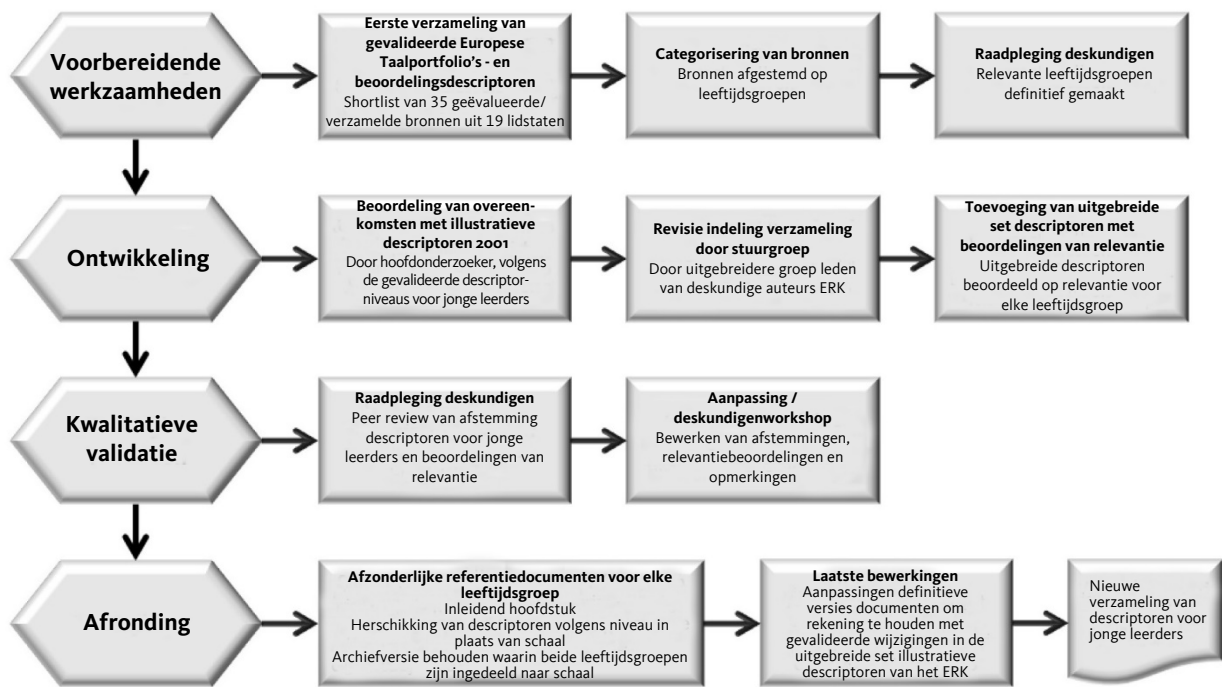 Voorbereidende
werkzaamheden
Eerste verzameling van
gevalideerde Europese
Taalportfolio's - en
beoordelingsdescriptoren
Shortlist van 35 geëvalueerde/
verzamelde bronnen uit 19 lidstaten
Categorisering van bronnen
Bronnen afgestemd op
leeftijdsgroepen
Raadpleging deskundigen
Relevante leeftijdsgroepen
definitief gemaakt
Ontwikkeling
Beoordeling van overeen-
komsten met illustratieve
descriptoren 2001
Door hoofdonderzoeker, volgens
de gevalideerde descriptor-
niveaus voor jonge leerders
Revisie indeling verzameling
door stuurgroep
Door uitgebreidere groep leden
van deskundige auteurs ERK
Toevoeging van uitgebreide
set descriptoren met
beoordelingen van relevantie
Uitgebreide descriptoren
beoordeeld op relevantie voor
elke leeftijdsgroep
Kwalitatieve
validatie
Raadpleging deskundigen
Peer review van afstemming
descriptoren voor jonge
leerders en beoordelingen van
relevantie
Aanpassing /
deskundigenworkshop
Bewerken van afstemmingen,
relevantiebeoordelingen en
opmerkingen
Afronding
Afzonderlijke referentiedocumenten voor elke
leeftijdsgroep
Inleidend hoofdstuk
Herschikking van descriptoren volgens niveau in
plaats van schaal
Archiefversie behouden waarin beide leeftijdsgroepen
zijn ingedeeld naar schaal
Laatste bewerkingen
Aanpassingen definitieve
versies documenten om
rekening te houden met
gevalideerde wijzigingen in de
uitgebreide set illustratieve
descriptoren van het ERK
Nieuwe
verzameling van
descriptoren voor
jonge leerders